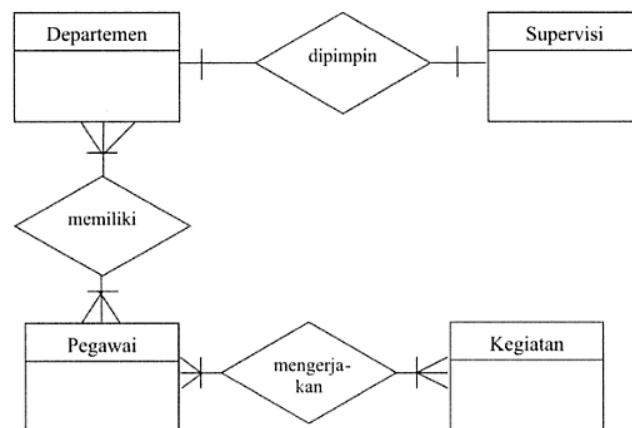 Departemen
dipimpin
Supervisi
memiliki
Pegawai
mengerja-
kan
Kegiatan